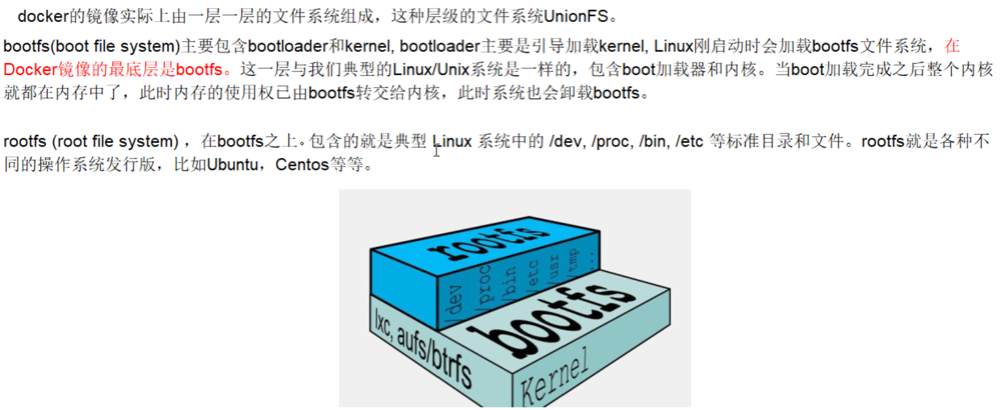 docker的镜像实际上由一层一层的文件系统组成，这种层级的文件系统UnionFS。
bootfs(boot file system)主要包含bootloader和kernel, bootloader主要是引导加载kernel, Linux刚启动时会加载bootfs文件系统，在
Docker镜像的最底层是bootfs。这一层与我们典型的Linux/Unix系统是一样的，包含boot加载器和内核。当boot加载完成之后整个内核
就都在内存中了，此时内存的使用权已由bootfs转交给内核，此时系统也会卸载bootfs。
rootfs (root file system) ，在bootfs之上。包含的就是典型 Linux 系统中的 /dev, /proc, /bin, /etc 等标准目录和文件。rootfs就是各种不
同的操作系统发行版，比如Ubuntu，Centos等等。
rootfs
/dev
/proc
/bin
/etc
/usr
/tmp
...
bootfs
lxc, aufs/btrfs
Kernel